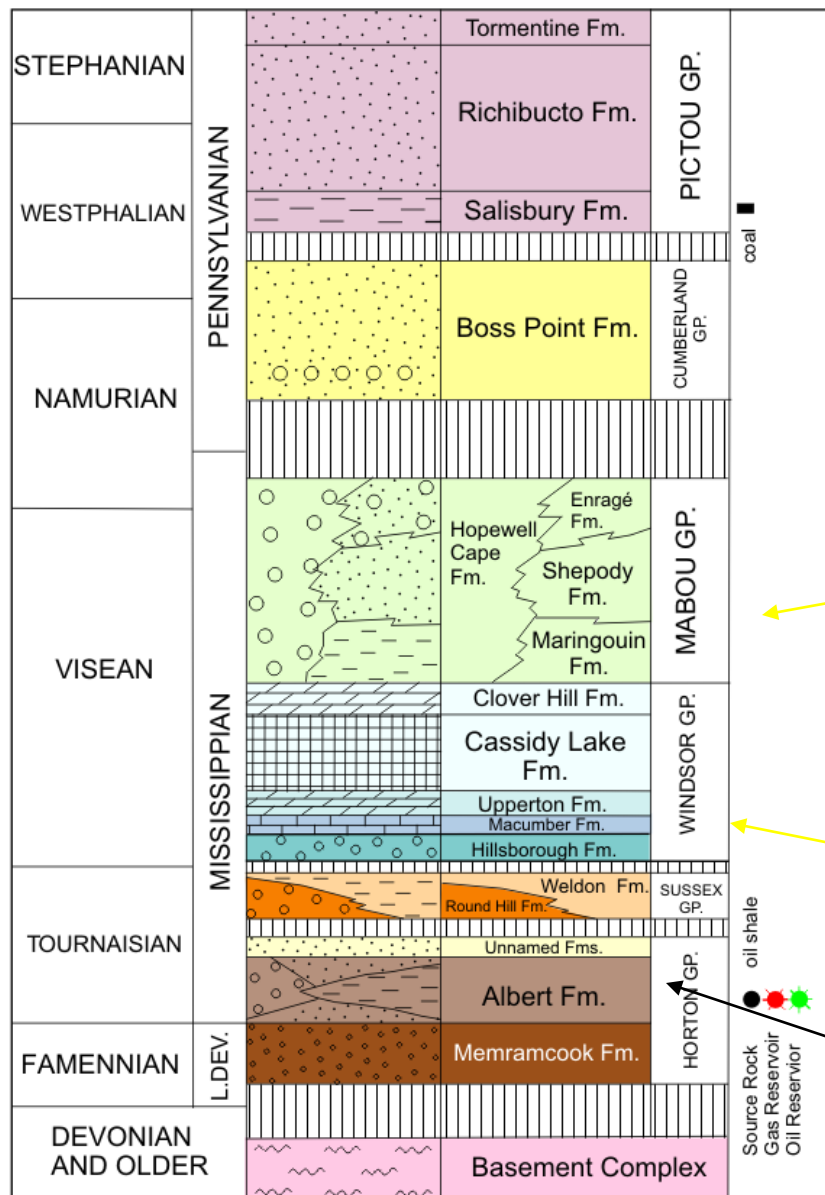 STEPHANIAN
WESTPHALIAN
NAMURIAN
VISEAN
TOURNAISIAN
FAMENNIAN
DEVONIAN
AND OLDER
PENNSYLVANIAN
MISSISSIPPIAN
L.DEV.
Tormentine Fm.
Richibucto Fm.
Salisbury Fm.
Boss Point Fm.
Hopewell
Cape
Fm.
Enragé
Fm.
Shepody
Fm.
Maringouin
Fm.
Clover Hill Fm.
Cassidy Lake
Fm.
Upperton Fm.
Macumber Fm.
Hillsborough Fm.
Weldon Fm.
Round Hill Fm.
Unnamed Fms.
Albert Fm.
Memramcook Fm.
Basement Complex
PICTOU GP.
CUMBERLAND
GP.
MABOU GP.
WINDSOR GP.
SUSSEX
GP.
HORTON GP.
coal
oil shale
Source Rock
Gas Reservoir
Oil Reservior